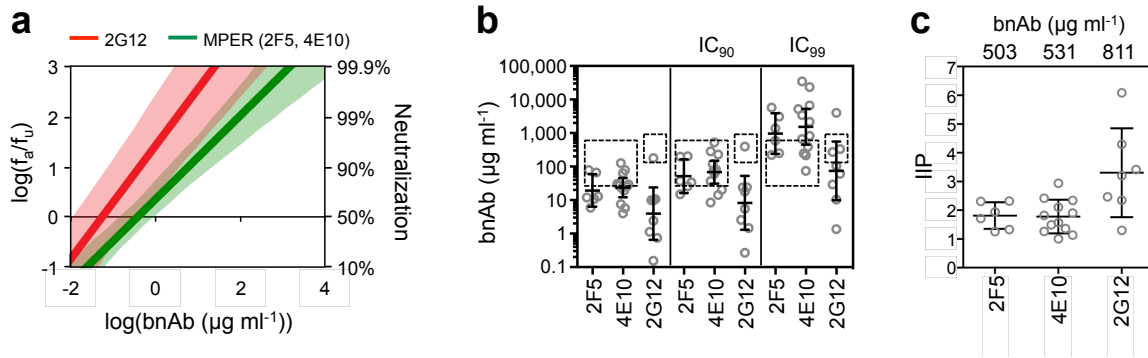 a
2G12 MPER (2F5, 4E10)
3
2
1
0
-1
log(fa/fu)
-2 0 2 4
log(bnAb (µg ml-1))
99.9%
99%
90%
50%
10%
Neutralization
b
IC90 IC99
100,000
10,000
1,000
100
10
1
0.1
bnAb (µg ml-1)
2F5 4E10 2G12 2F5 4E10 2G12 2F5 4E10 2G12
c
bnAb (µg ml-1)
503 531 811
7
6
5
4
3
2
1
0
IIP
2F5 4E10 2G12